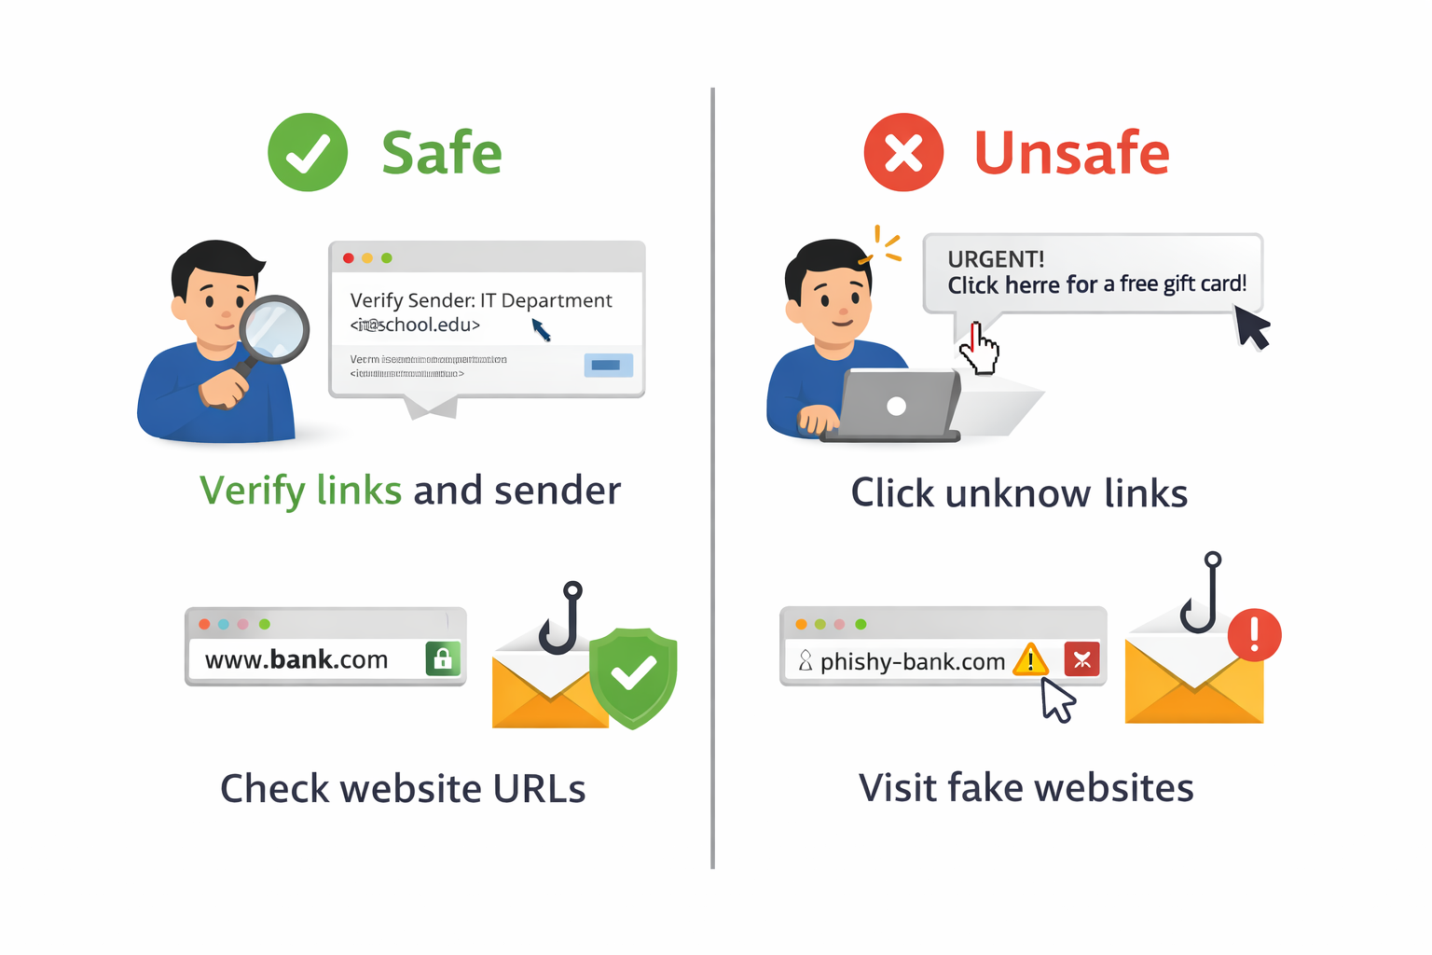 Safe
Verify Sender: IT Department
<it@school.edu>
Verify links and sender
www.bank.com
Check website URLs
Unsafe
URGENT!
Click herre for a free gift card!
Click unknow links
phishy-bank.com
Visit fake websites